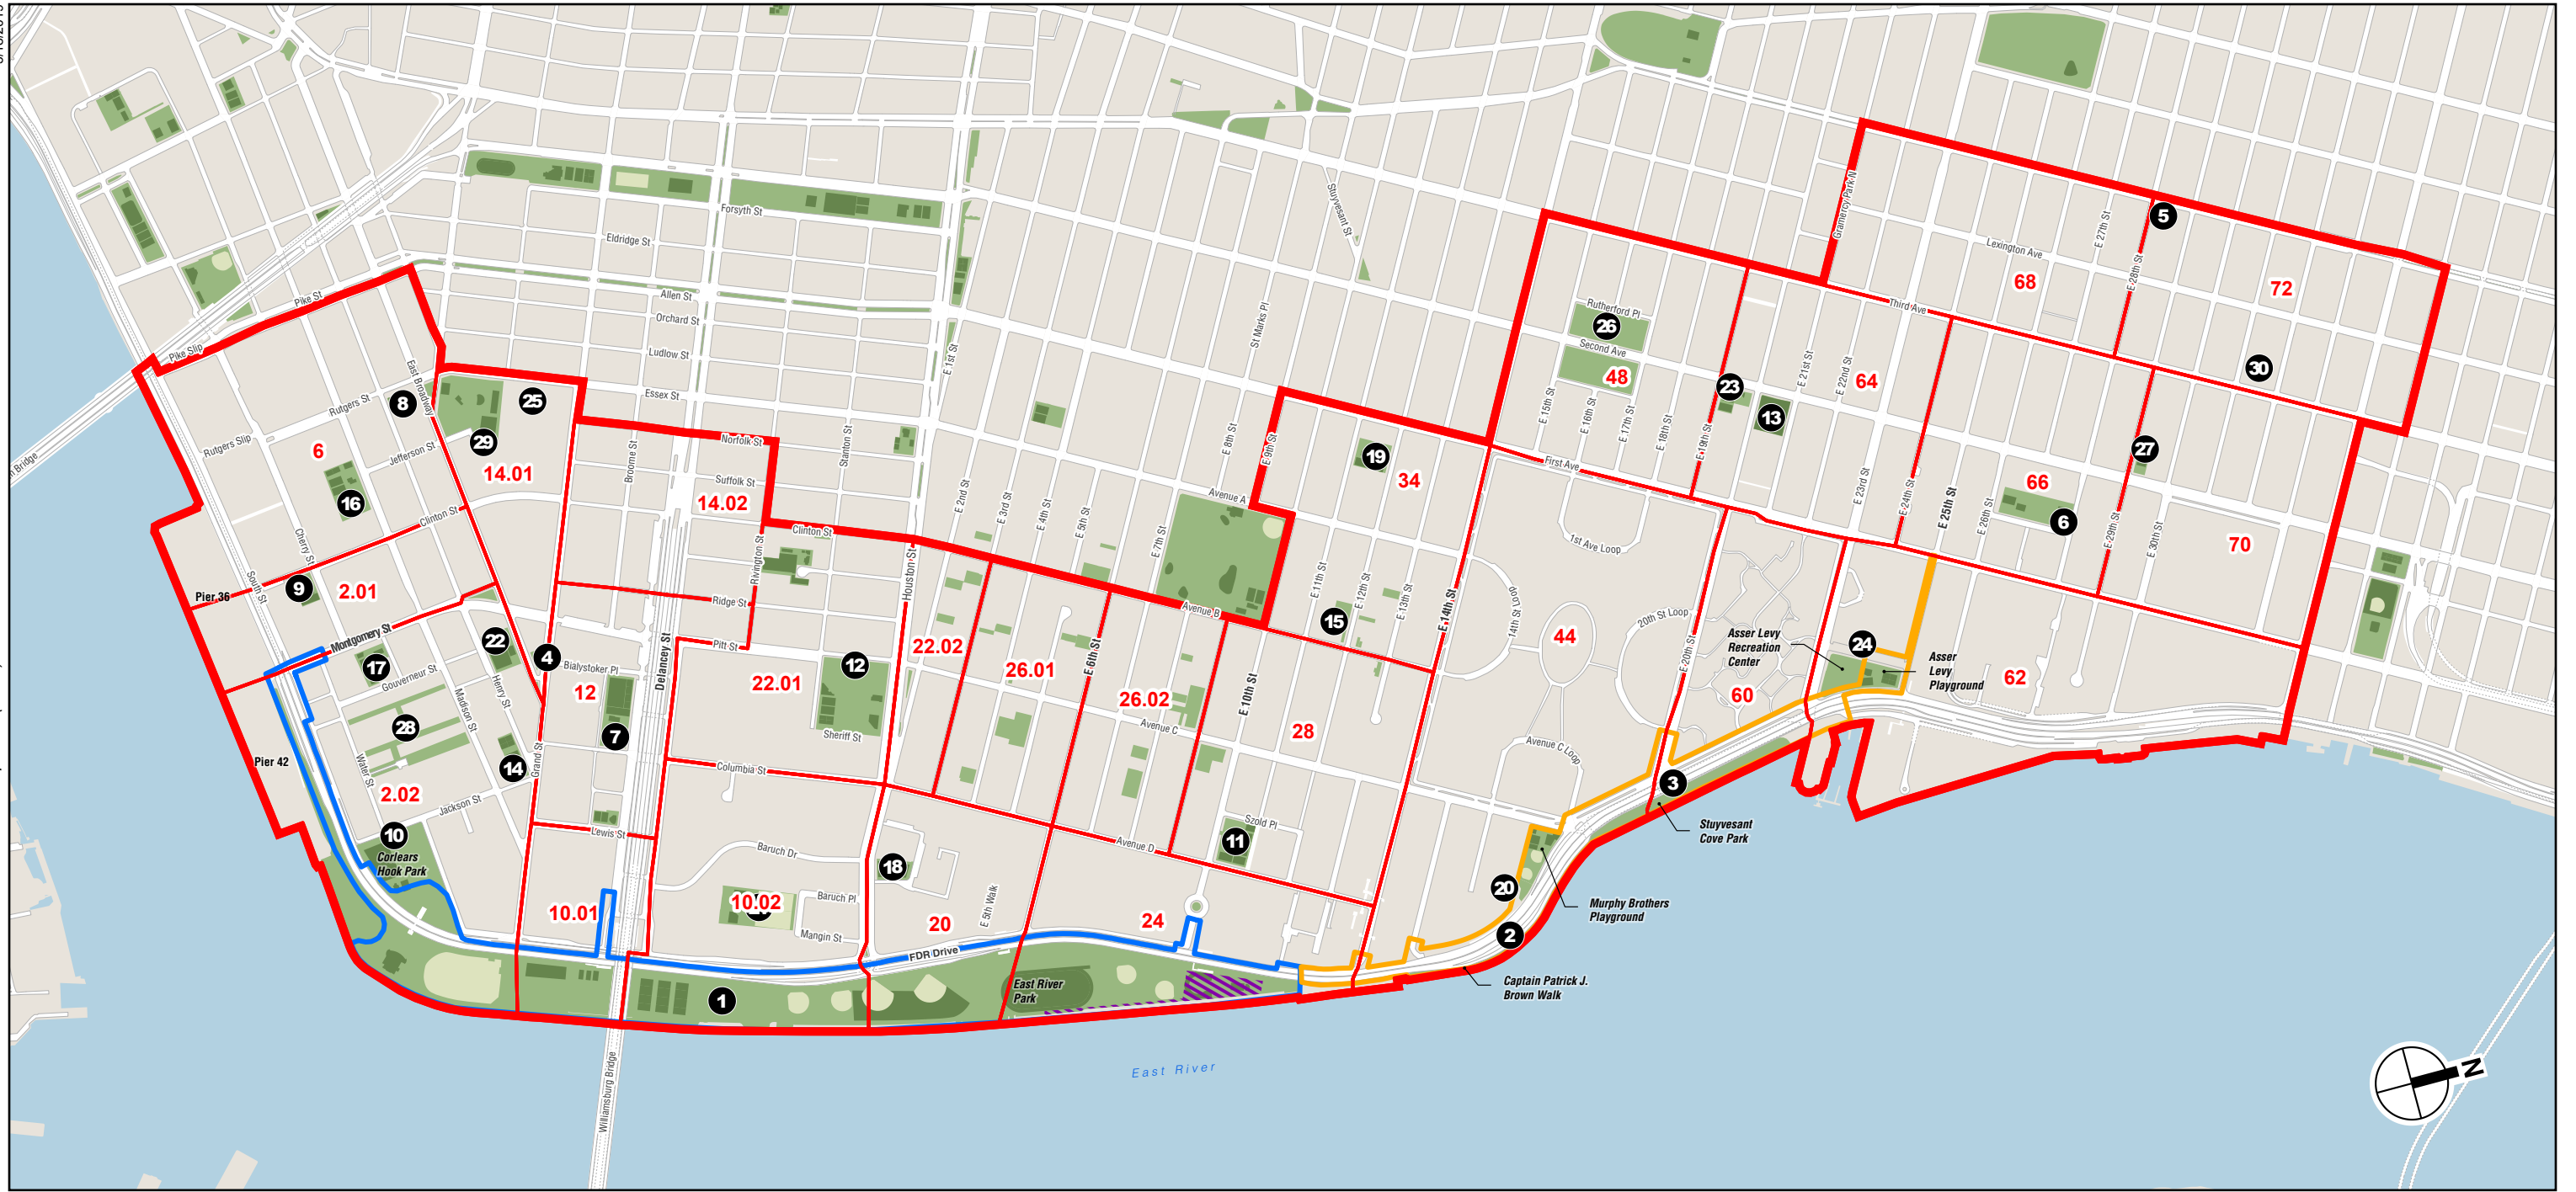 Pike St
Pike Slip
East Broadway
Rutgers St
Rutgers Slip
Jefferson St
Clinton St
Cherry St
South St
Pier 36
Montgomery St
Gouverneur St
Madison St
Henry St
Water St
Jackson St
Pier 42
Corlears
Hook Park
Grand St
Forsyth St
Eldridge St
Allen St
Orchard St
Ludlow St
Essex St
Norfolk St
Suffolk St
Broome St
Stanton St
Rivington St
Clinton St
Ridge St
Pitt St
Bialystoker Pl
Delancey St
Sheriff St
Columbia St
Lewis St
Baruch Dr
Baruch Pl
Mangin St
Houston St
FDR Drive
Williamsburg Bridge
E 1st St
E 2nd St
E 3rd St
E 4th St
E 5th St
E 6th St
E 7th St
E 8th St
E 9th St
E 10th St
E 11th St
E 12th St
E 13th St
E 14th St
E 5th Walk
St Marks Pl
Stuyvesant St
Avenue A
Avenue B
Avenue C
Avenue D
Szold Pl
East River
Park
East River
Rutherford Pl
Second Ave
First Ave
Third Ave
Lexington Ave
Gramercy Park N
E 15th St
E 16th St
E 17th St
E 18th St
E 19th St
E 20th St
E 21st St
E 22nd St
E 23rd St
E 24th St
E 25th St
E 26th St
E 27th St
E 28th St
E 29th St
E 30th St
1st Ave Loop
14th St Loop
20th St Loop
Avenue C Loop
Asser Levy
Recreation
Center
Asser
Levy
Playground
Stuyvesant
Cove Park
Murphy Brothers
Playground
Captain Patrick J.
Brown Walk
6
14.01
14.02
2.01
2.02
12
10.01
10.02
22.01
22.02
26.01
26.02
20
24
28
34
44
48
60
62
64
66
68
70
72
1
2
3
4
5
6
7
8
9
10
11
12
13
14
15
16
17
18
19
20
22
23
24
25
26
27
28
29
30
N